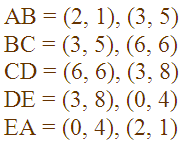 AB = (2, 1), (3, 5)
BC = (3, 5), (6, 6)
CD = (6, 6), (3, 8)
DE = (3, 8), (0, 4)
EA = (0, 4), (2, 1)